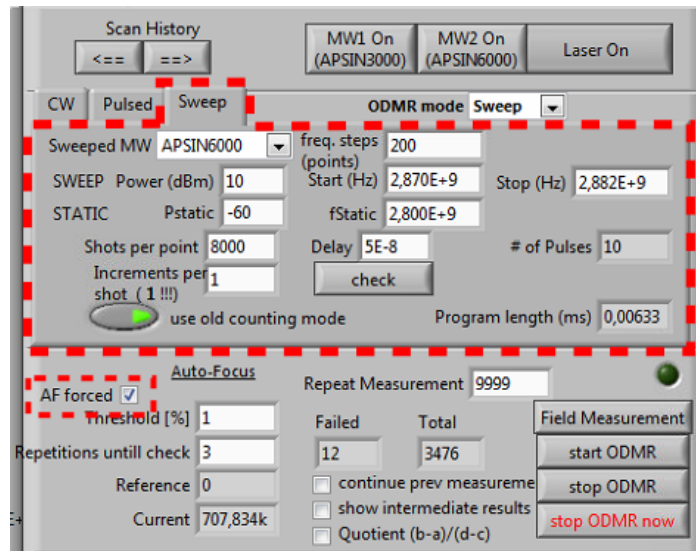 Scan History
<== ==>
MW1 On (APSIN3000)
MW2 On (APSIN6000)
Laser On
CW Pulsed Sweep
ODMR mode Sweep
Sweeped MW APSIN6000
freq. steps (points) 200
SWEEP Power (dBm) 10
Start (Hz) 2,870E+9
Stop (Hz) 2,882E+9
STATIC Pstatic -60
fStatic 2,800E+9
Shots per point 8000
Delay 5E-8
# of Pulses 10
Increments per shot (1 !!!) 1
check
use old counting mode
Program length (ms) 0,00633
Auto-Focus
AF forced
Repeat Measurement 9999
Threshold [%] 1
Failed Total
Field Measurement
Repetitions untill check 3
12 3476
start ODMR
Reference 0
continue prev measureme
stop ODMR
E+
Current 707,834k
show intermediate results
stop ODMR now
Quotient (b-a)/(d-c)